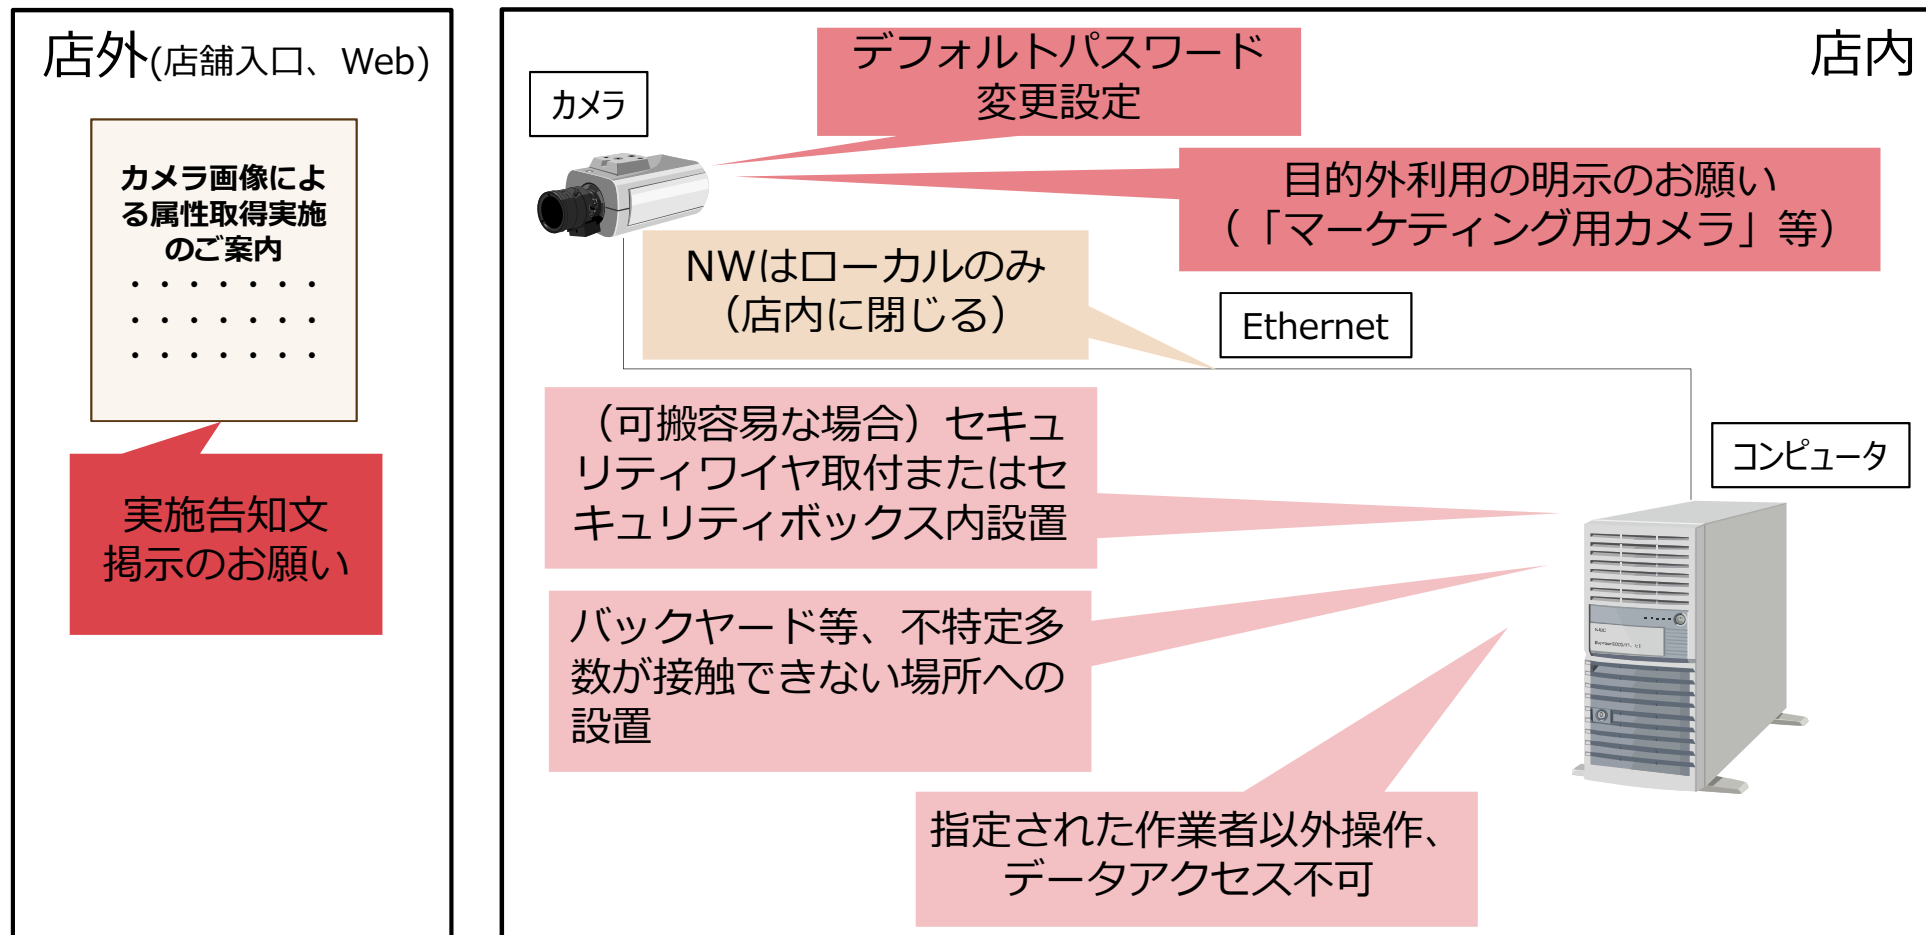 店外(店舗入口、Web)
カメラ画像によ
る属性取得実施
のご案内
・・・・・・・
・・・・・・・
・・・・・・・
実施告知文
掲示のお願い
店内
カメラ
デフォルトパスワード
変更設定
目的外利用の明示のお願い
（「マーケティング用カメラ」等）
NWはローカルのみ
（店内に閉じる）
Ethernet
（可搬容易な場合）セキュ
リティワイヤ取付またはセ
キュリティボックス内設置
コンピュータ
バックヤード等、不特定多
数が接触できない場所への
設置
指定された作業者以外操作、
データアクセス不可